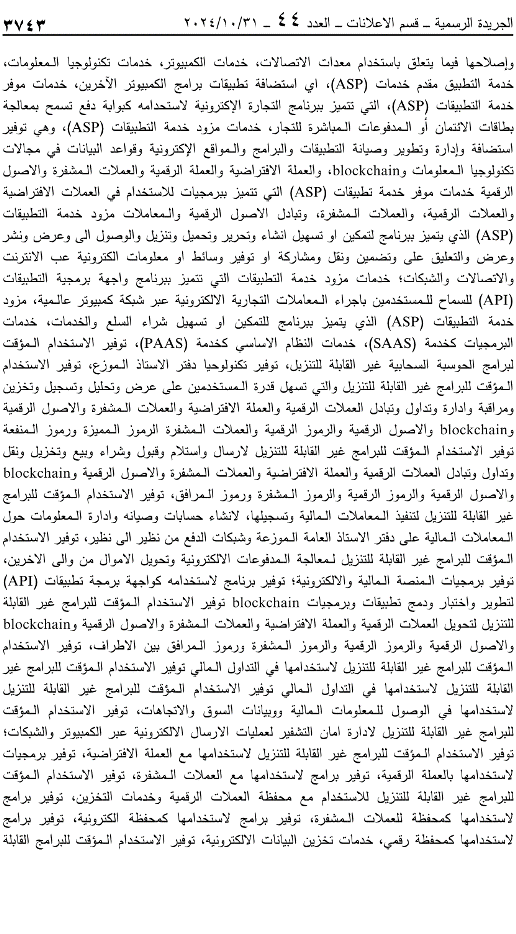 الجريدة الرسمية ــ قسم الاعلانات ــ العدد ٤٤ ــ ٢٠٢٤/١٠/٣١ ٣٧٤٣
وإصلاحها فيما يتعلق باستخدام معدات الاتصالات، خدمات الكمبيوتر، خدمات تكنولوجيا المعلومات،
خدمة التطبيق مقدم خدمات (ASP)، اي استضافة تطبيقات برامج الكمبيوتر الآخرين، خدمات موفر
خدمة التطبيقات (ASP)، التي تتميز ببرنامج التجارة الإكترونية لاستخدامه كبوابة دفع تسمح بمعالجة
بطاقات الائتمان أو المدفوعات المباشرة للتجار، خدمات مزود خدمة التطبيقات (ASP)، وهي توفير
استضافة وإدارة وتطوير وصيانة التطبيقات والبرامج والمواقع الإكترونية وقواعد البيانات في مجالات
تكنولوجيا المعلومات وblockchain، والعملة الافتراضية والعملة الرقمية والعملات المشفرة والاصول
الرقمية خدمات موفر خدمة تطبيقات (ASP) التي تتميز ببرمجيات للاستخدام في العملات الافتراضية
والعملات الرقمية، والعملات المشفرة، وتبادل الاصول الرقمية والمعاملات مزود خدمة التطبيقات
(ASP) الذي يتميز ببرنامج لتمكين او تسهيل انشاء وتحرير وتحميل وتنزيل والوصول الى وعرض ونشر
وعرض والتعليق على وتضمين ونقل ومشاركة او توفير وسائط او معلومات الكترونية عب الانترنت
والاتصالات والشبكات؛ خدمات مزود خدمة التطبيقات التي تتميز ببرنامج واجهة برمجية التطبيقات
(API) للسماح للمستخدمين باجراء المعاملات التجارية الالكترونية عبر شبكة كمبيوتر عالمية، مزود
خدمة التطبيقات (ASP) الذي يتميز ببرنامج للتمكين او تسهيل شراء السلع والخدمات، خدمات
البرمجيات كخدمة (SAAS)، خدمات النظام الاساسي كخدمة (PAAS)، توفير الاستخدام المؤقت
لبرامج الحوسبة السحابية غير القابلة للتنزيل، توفير تكنولوحيا دفتر الاستاذ الموزع، توفير الاستخدام
المؤقت للبرامج غير القابلة للتنزيل والتي تسهل قدرة المستخدمين على عرض وتحليل وتسجيل وتخزين
ومراقبة وادارة وتداول وتبادل العملات الرقمية والعملة الافتراضية والعملات المشفرة والاصول الرقمية
وblockchain والاصول الرقمية والرموز الرقمية والعملات المشفرة الرموز المميزة ورموز المنفعة
توفير الاستخدام المؤقت للبرامج غير القابلة للتنزيل لارسال واستلام وقبول وشراء وبيع وتخزيل ونقل
وتداول وتبادل العملات الرقمية والعملة الافتراضية والعملات المشفرة والاصول الرقمية وblockchain
والاصول الرقمية والرموز الرقمية والرموز المشفرة ورموز المرافق، توفير الاستخدام المؤقت للبرامج
غير القابلة للتنزيل لتنفيذ المعاملات المالية وتسجيلها، لانشاء حسابات وصيانه وادارة المعلومات حول
المعاملات المالية على دفتر الاستاذ العامة الموزعة وشبكات الدفع من نظير الى نظير، توفير الاستخدام
المؤقت للبرامج غير القابلة للتنزيل لمعالجة المدفوعات الالكترونية وتحويل الاموال من والى الاخرين،
توفير برمجيات المنصة المالية والالكترونية؛ توفير برنامج لاستخدامه كواجهة برمجة تطبيقات (API)
لتطوير واختبار ودمج تطبيقات وبرمجيات blockchain توفير الاستخدام المؤقت للبرامج غير القابلة
للتنزيل لتحويل العملات الرقمية والعملة الافتراضية والعملات المشفرة والاصول الرقمية وblockchain
والاصول الرقمية والرموز الرقمية والرموز المشفرة ورموز المرافق بين الاطراف، توفير الاستخدام
المؤقت للبرامج غير القابلة للتنزيل لاستخدامها في التداول المالي توفير الاستخدام المؤقت للبرامج غير
القابلة للتنزيل لاستخدامها في التداول المالي توفير الاستخدام المؤقت للبرامج غير القابلة للتنزيل
لاستخدامها في الوصول للمعلومات المالية ووبيانات السوق والاتجاهات، توفير الاستخدام المؤقت
للبرامج غير القابلة للتنزيل لادارة امان التشفير لعمليات الارسال الالكترونية عبر الكمبيوتر والشبكات؛
توفير الاستخدام المؤقت للبرامج غير القابلة للتنزيل لاستخدامها مع العملة الافتراضية، توفير برمجيات
لاستخدامها بالعملة الرقمية، توفير برامج لاستخدامها مع العملات المشفرة، توفير الاستخدام المؤقت
للبرامج غير القابلة للتنزيل للاستخدام مع محفظة العملات الرقمية وخدمات التخزين، توفير برامج
لاستخدامها كمحفظة للعملات المشفرة، توفير برامج لاستخدامها كمحفظة الكترونية، توفير برامج
لاستخدامها كمحفظة رقمي، خدمات تخزين البيانات الالكترونية، توفير الاستخدام المؤقت للبرامج القابلة